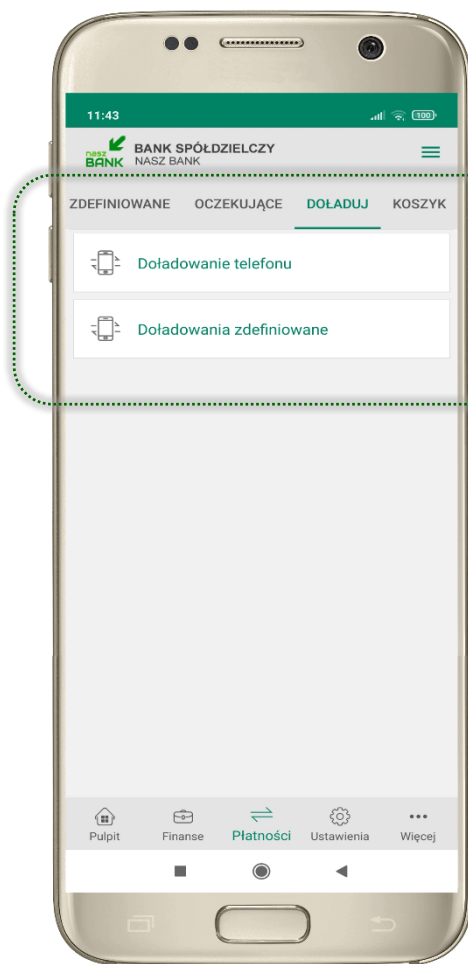 11:43
100
nasz BANK
BANK SPÓŁDZIELCZY
NASZ BANK
ZDEFINIOWANE OCZEKUJĄCE DOŁADUJ KOSZYK
Doładowanie telefonu
Doładowania zdefiniowane
Pulpit Finanse Płatności Ustawienia Więcej